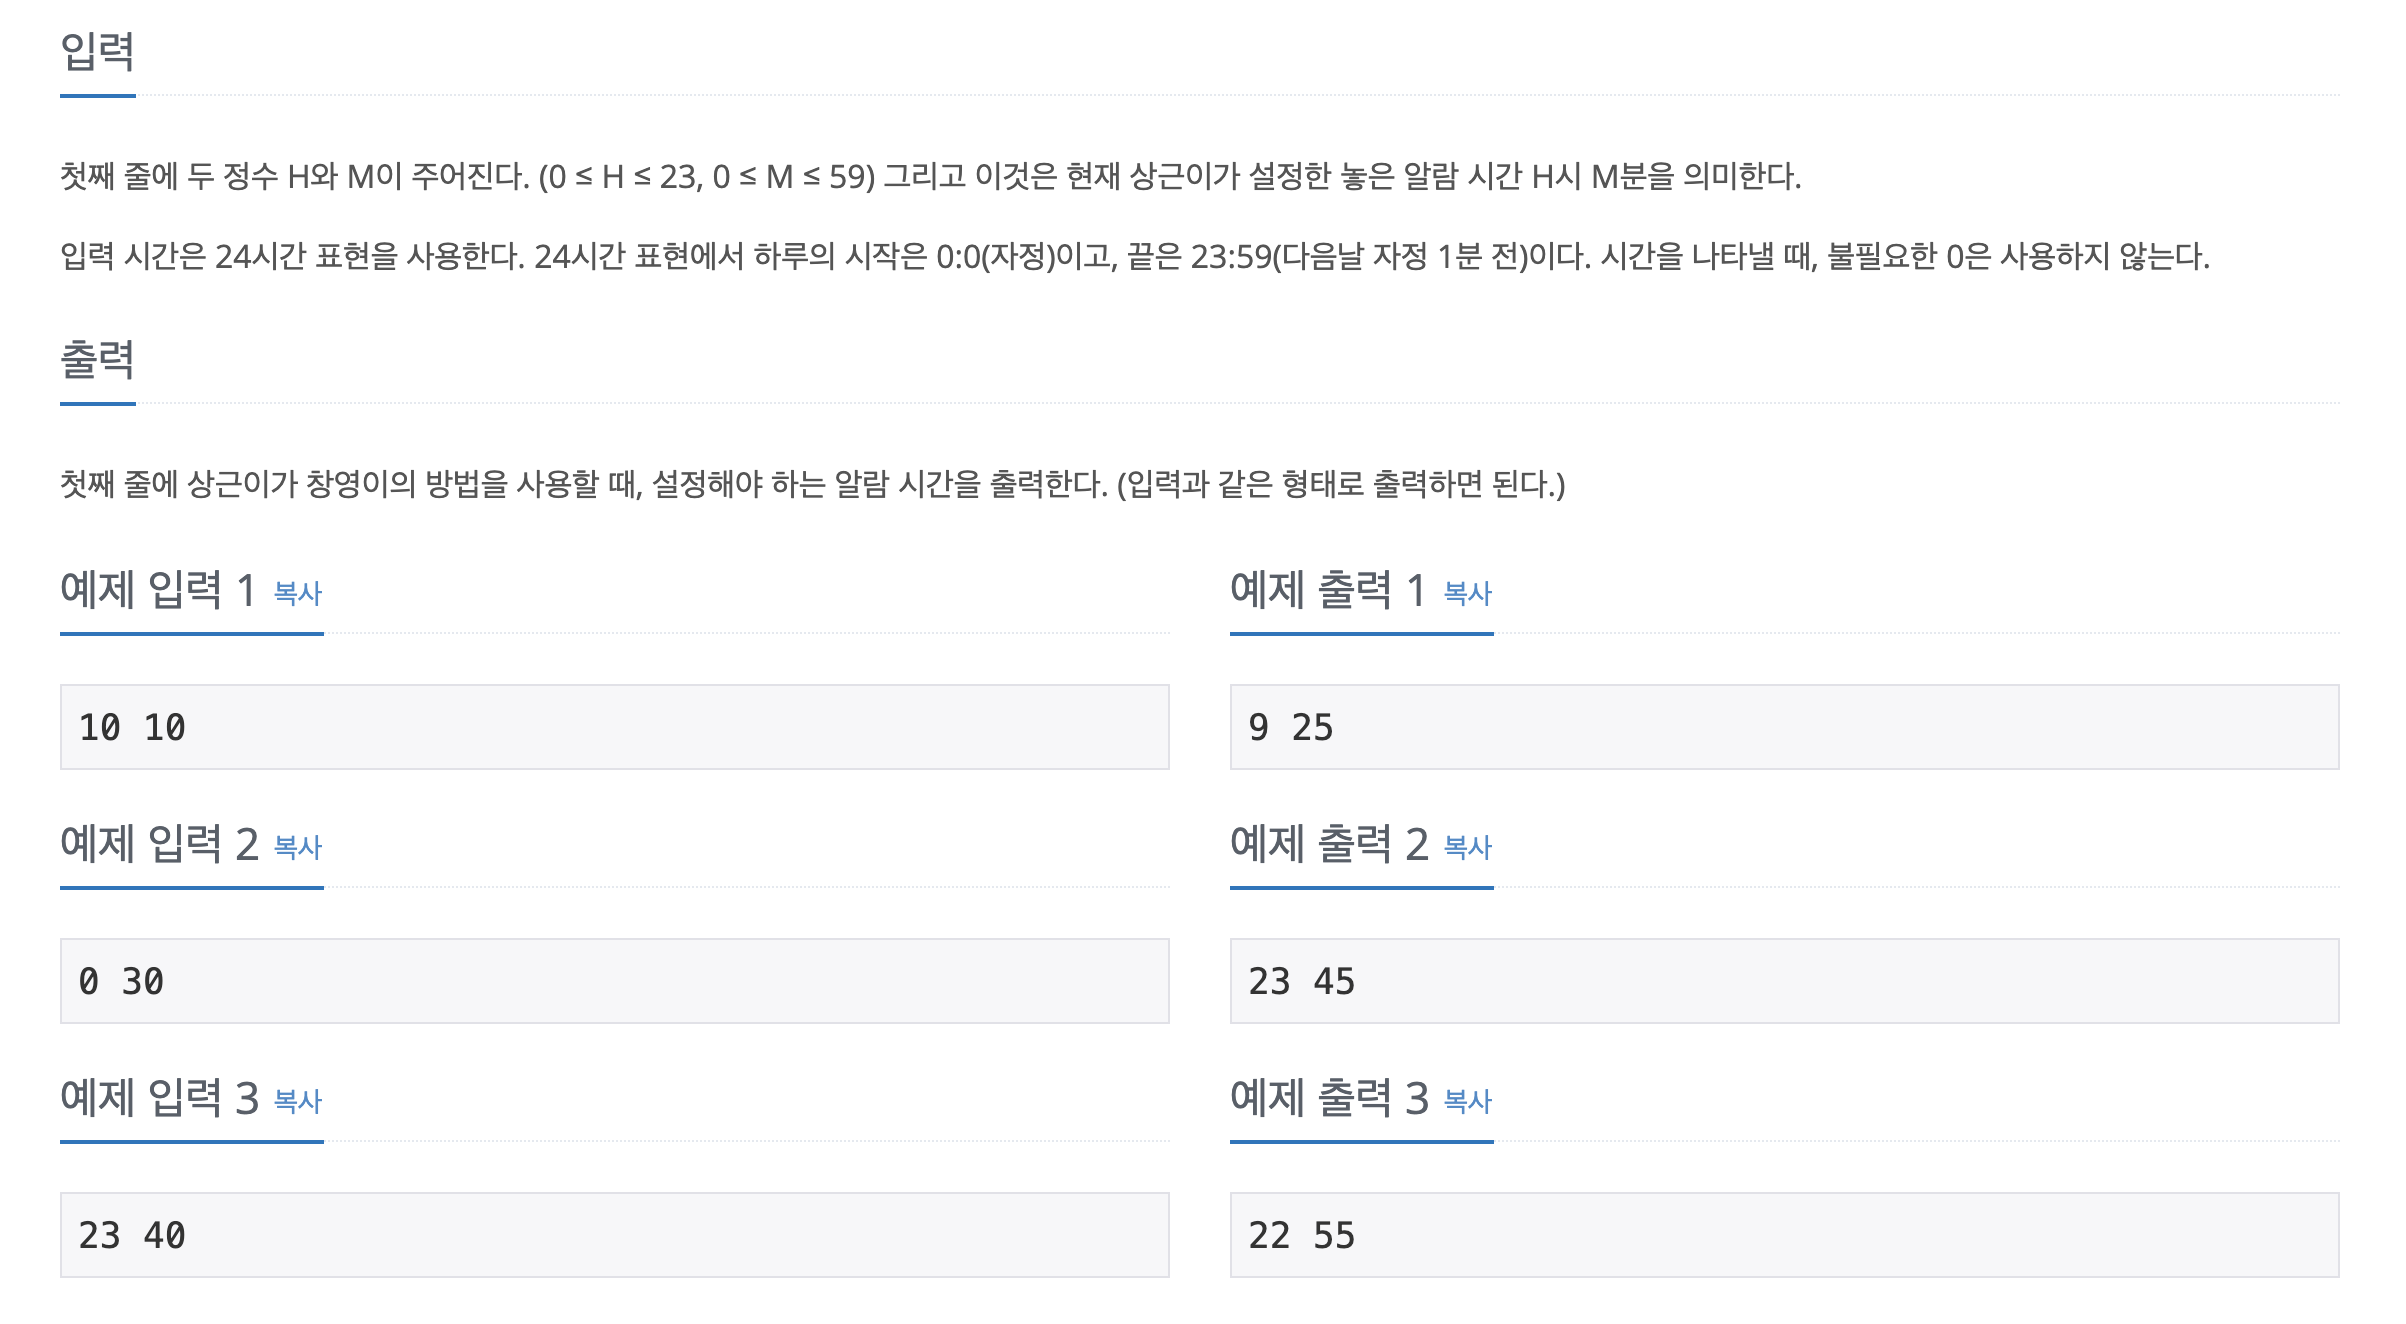 입력
첫째 줄에 두 정수 H와 M이 주어진다. (0 ≤ H ≤ 23, 0 ≤ M ≤ 59) 그리고 이것은 현재 상근이가 설정한 놓은 알람 시간 H시 M분을 의미한다.
입력 시간은 24시간 표현을 사용한다. 24시간 표현에서 하루의 시작은 0:0(자정)이고, 끝은 23:59(다음날 자정 1분 전)이다. 시간을 나타낼 때, 불필요한 0은 사용하지 않는다.
출력
첫째 줄에 상근이가 창영이의 방법을 사용할 때, 설정해야 하는 알람 시간을 출력한다. (입력과 같은 형태로 출력하면 된다.)
예제 입력 1 복사
예제 출력 1 복사
10 10
9 25
예제 입력 2 복사
예제 출력 2 복사
0 30
23 45
예제 입력 3 복사
예제 출력 3 복사
23 40
22 55